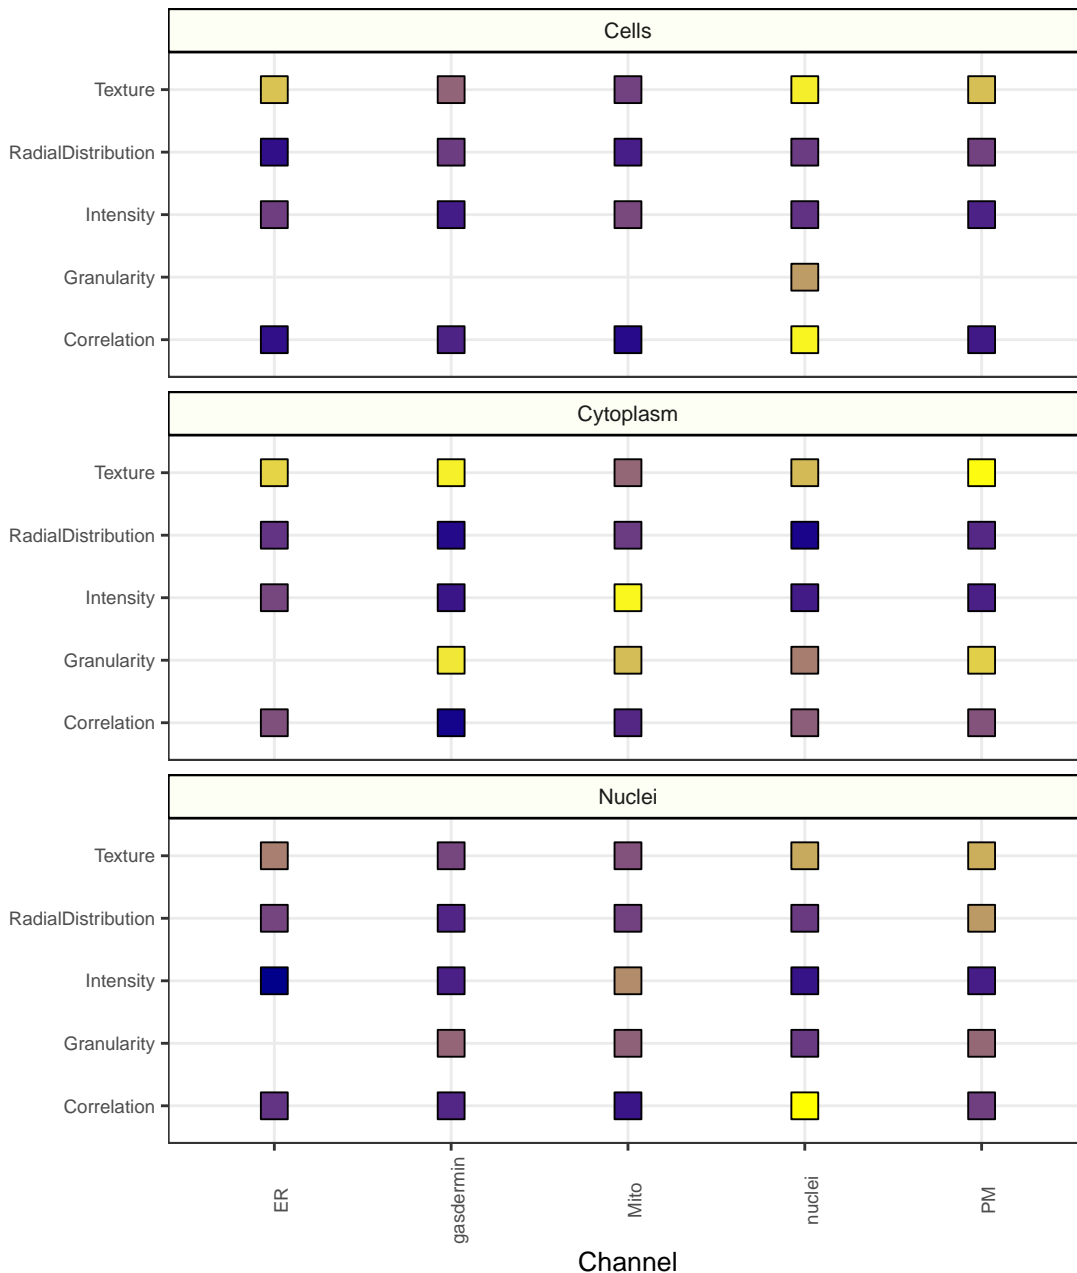 Cells
Texture
RadialDistribution
Intensity
Granularity
Correlation
Cytoplasm
Texture
RadialDistribution
Intensity
Granularity
Correlation
Nuclei
Texture
RadialDistribution
Intensity
Granularity
Correlation
ER
gasdermin
Mito
nuclei
PM
Channel